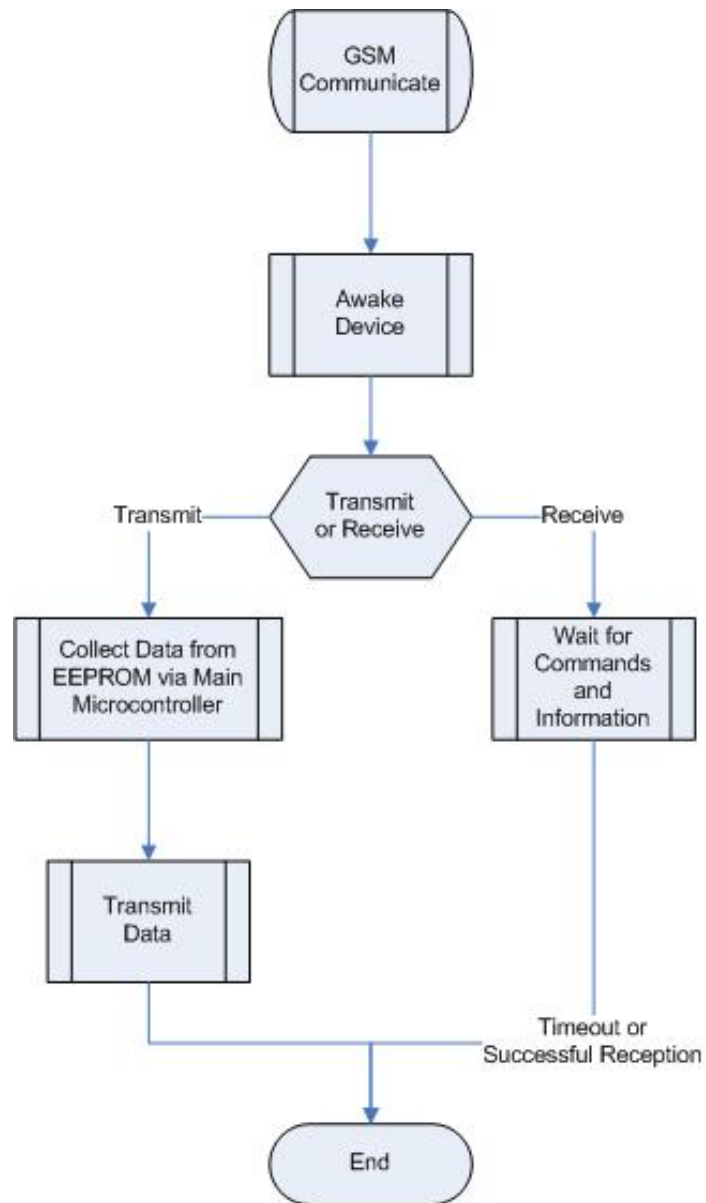 GSM
Communicate
Awake
Device
Transmit
or Receive
Transmit
Receive
Collect Data from
EEPROM via Main
Microcontroller
Wait for
Commands
and
Information
Transmit
Data
Timeout or
Successful Reception
End